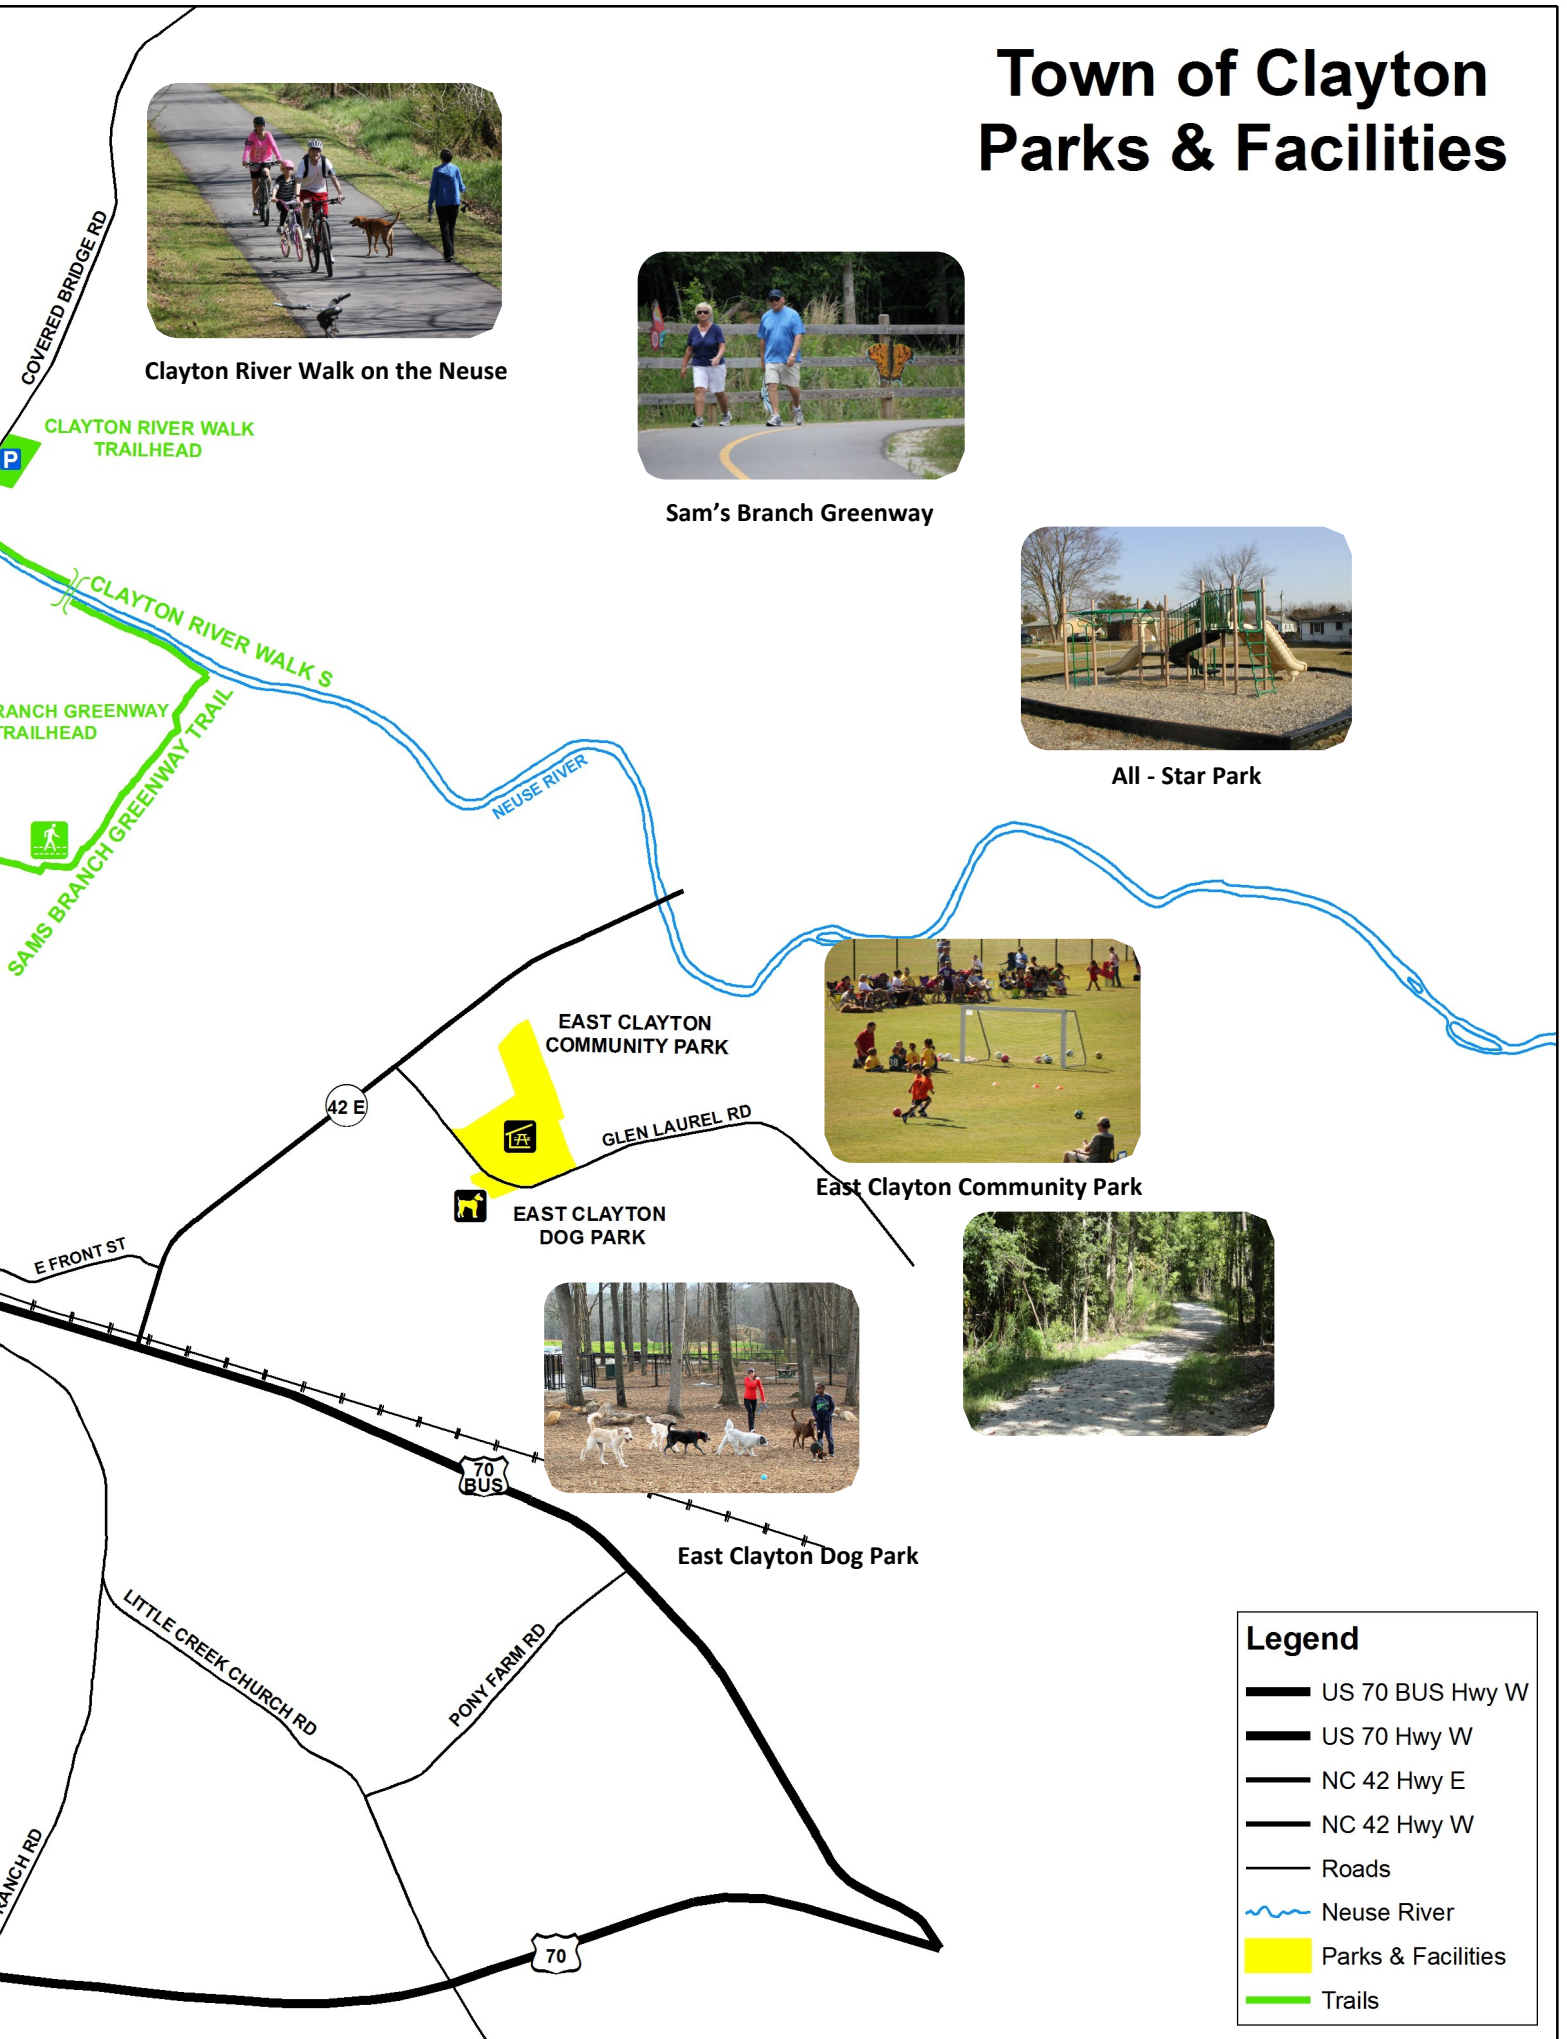 Town of Clayton
Parks & Facilities
COVERED BRIDGE RD
Clayton River Walk on the Neuse
CLAYTON RIVER WALK
TRAILHEAD
P
Sam's Branch Greenway
CLAYTON RIVER WALK S
RANCH GREENWAY
TRAILHEAD
SAMS BRANCH GREENWAY TRAIL
NEUSE RIVER
All - Star Park
EAST CLAYTON
COMMUNITY PARK
42 E
GLEN LAUREL RD
East Clayton Community Park
EAST CLAYTON
DOG PARK
E FRONT ST
70
BUS
East Clayton Dog Park
LITTLE CREEK CHURCH RD
PONY FARM RD
RANCH RD
70
Legend
US 70 BUS Hwy W
US 70 Hwy W
NC 42 Hwy E
NC 42 Hwy W
Roads
Neuse River
Parks & Facilities
Trails